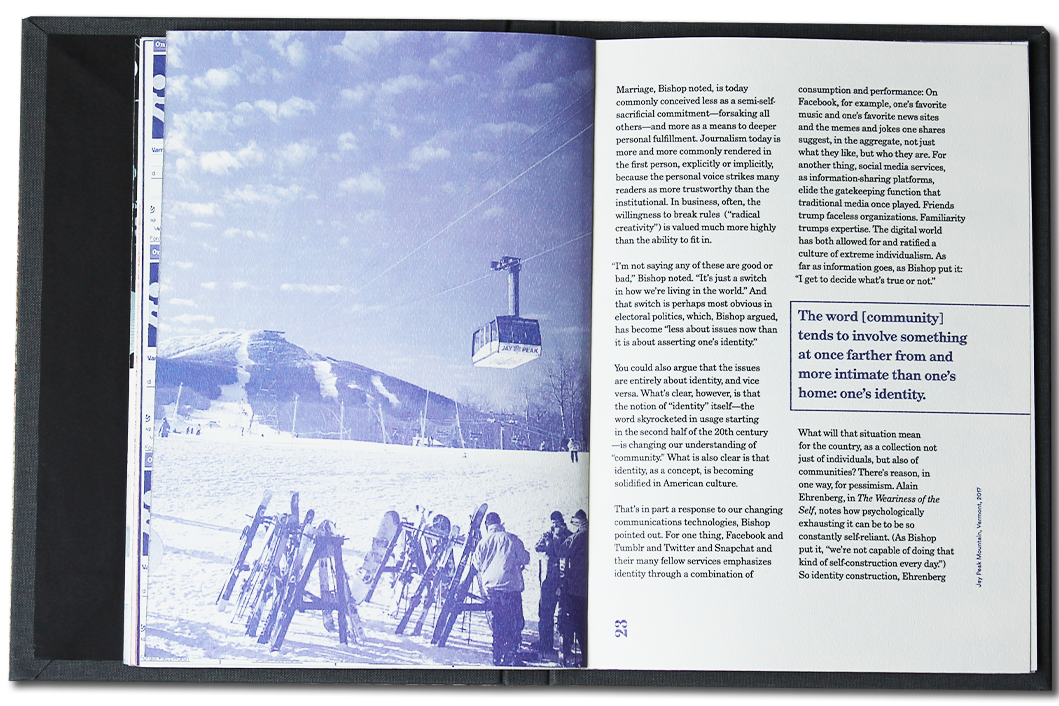 JAY PEAK
Marriage, Bishop noted, is today
commonly conceived less as a semi-self-
sacrificial commitment—forsaking all
others—and more as a means to deeper
personal fulfillment. Journalism today is
more and more commonly rendered in
the first person, explicitly or implicitly,
because the personal voice strikes many
readers as more trustworthy than the
institutional. In business, often, the
willingness to break rules (“radical
creativity”) is valued much more highly
than the ability to fit in.
“I’m not saying any of these are good or
bad,” Bishop noted. “It’s just a switch
in how we’re living in the world.” And
that switch is perhaps most obvious in
electoral politics, which, Bishop argued,
has become “less about issues now than
it is about asserting one’s identity.”
You could also argue that the issues
are entirely about identity, and vice
versa. What’s clear, however, is that
the notion of “identity” itself—the
word skyrocketed in usage starting
in the second half of the 20th century
—is changing our understanding of
“community.” What is also clear is that
identity, as a concept, is becoming
solidified in American culture.
That’s in part a response to our changing
communications technologies, Bishop
pointed out. For one thing, Facebook and
Tumblr and Twitter and Snapchat and
their many fellow services emphasizes
identity through a combination of
consumption and performance: On
Facebook, for example, one’s favorite
music and one’s favorite news sites
and the memes and jokes one shares
suggest, in the aggregate, not just
what they like, but who they are. For
another thing, social media services,
as information-sharing platforms,
elide the gatekeeping function that
traditional media once played. Friends
trump faceless organizations. Familiarity
trumps expertise. The digital world
has both allowed for and ratified a
culture of extreme individualism. As
far as information goes, as Bishop put it:
“I get to decide what’s true or not.”
The word [community]
tends to involve something
at once farther from and
more intimate than one’s
home: one’s identity.
What will that situation mean
for the country, as a collection not
just of individuals, but also of
communities? There’s reason, in
one way, for pessimism. Alain
Ehrenberg, in The Weariness of the
Self, notes how psychologically
exhausting it can be to be so
constantly self-reliant. (As Bishop
put it, “we’re not capable of doing that
kind of self-construction every day.”)
So identity construction, Ehrenberg
Jay Peak Mountain, Vermont, 2017
23